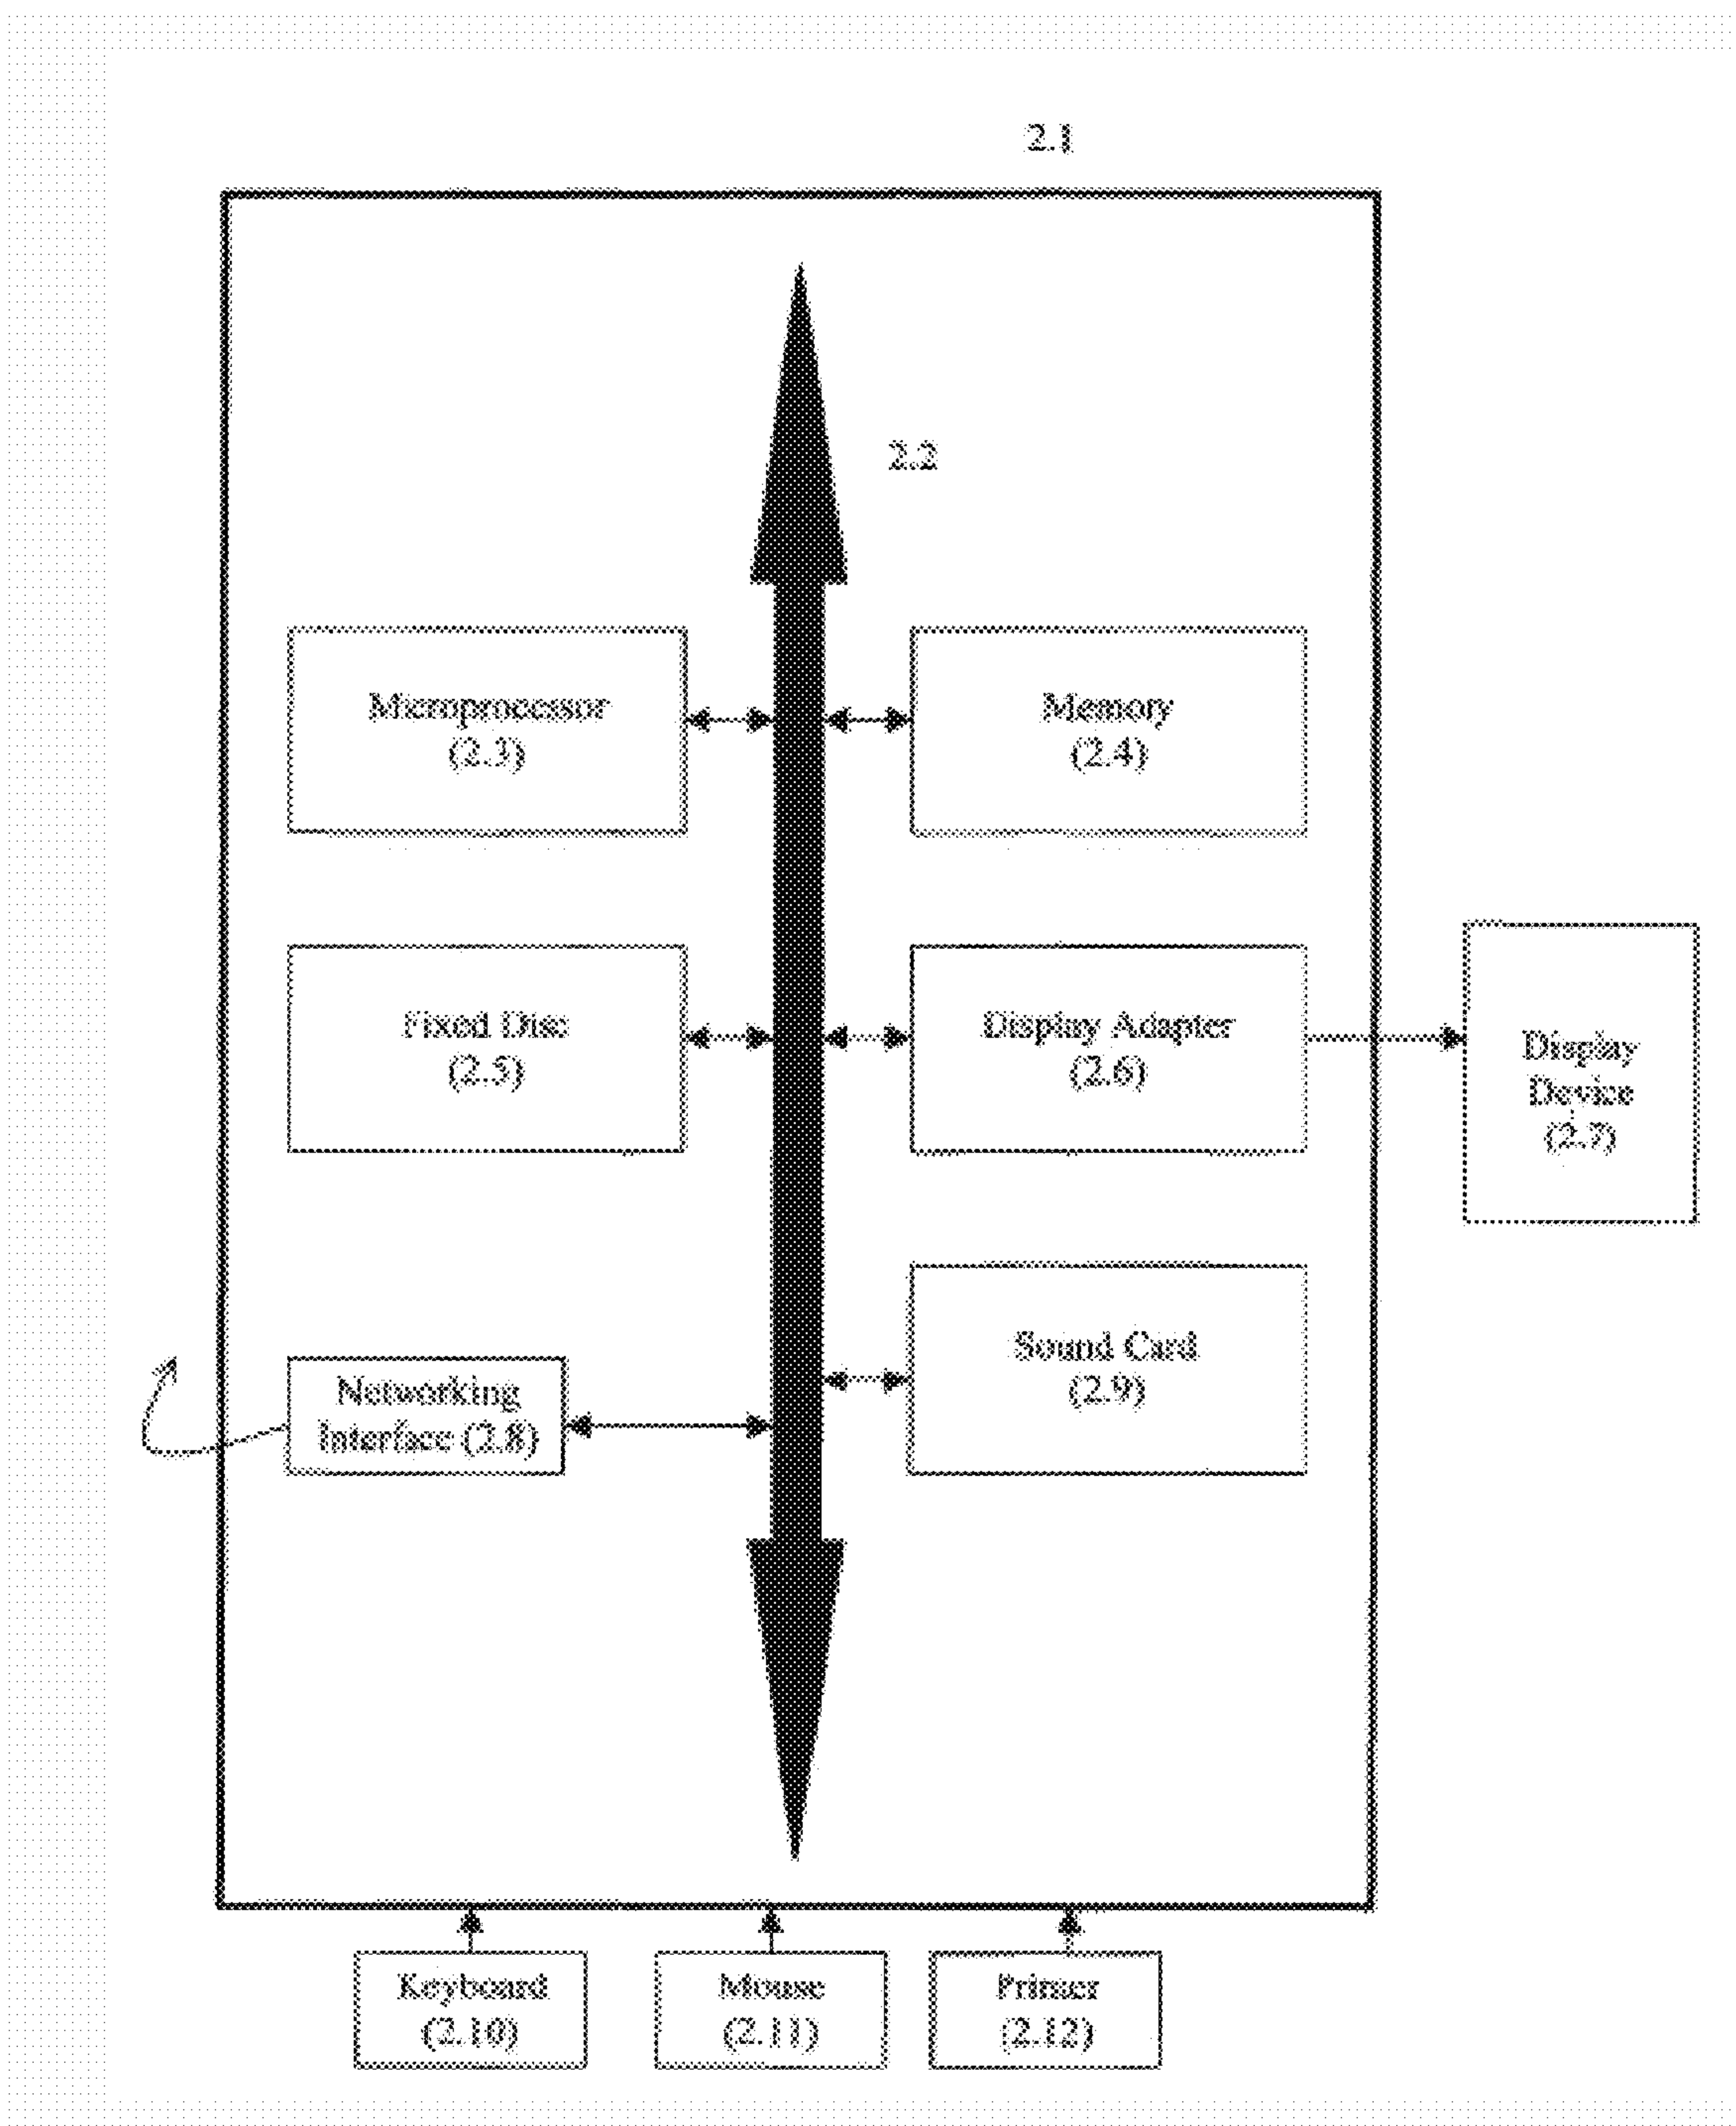 2.1
2.2
Microprocessor
(2.3)
Memory
(2.4)
Fixed Disc
(2.5)
Display Adapter
(2.6)
Display
Device
(2.7)
Sound Card
(2.9)
Networking
Interface (2.8)
Keyboard
(2.10)
Mouse
(2.11)
Printer
(2.12)